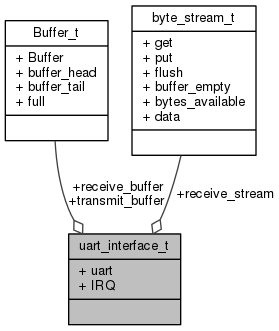 Buffer_t
+ Buffer
+ buffer_head
+ buffer_tail
+ full
byte_stream_t
+ get
+ put
+ flush
+ buffer_empty
+ bytes_available
+ data
+receive_buffer
+transmit_buffer
+receive_stream
uart_interface_t
+ uart
+ IRQ